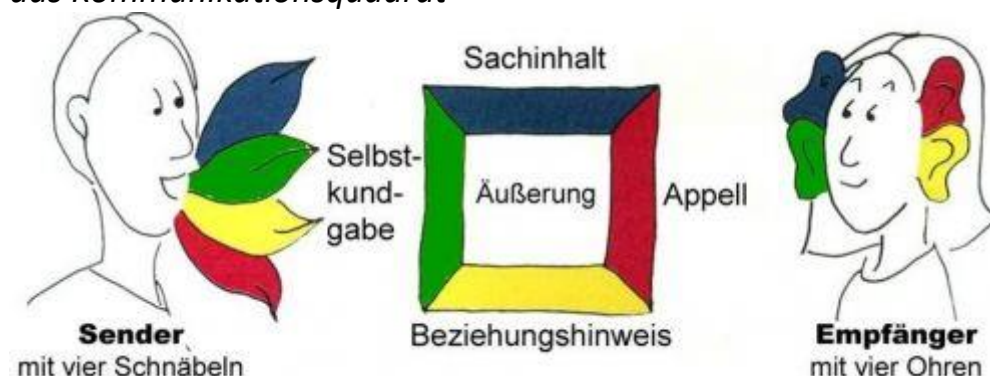 das Kommunikationsquadrat
Sachinhalt
Selbst-
kund-
gabe
Äußerung
Appell
Beziehungshinweis
Sender
mit vier Schnäbeln
Empfänger
mit vier Ohren